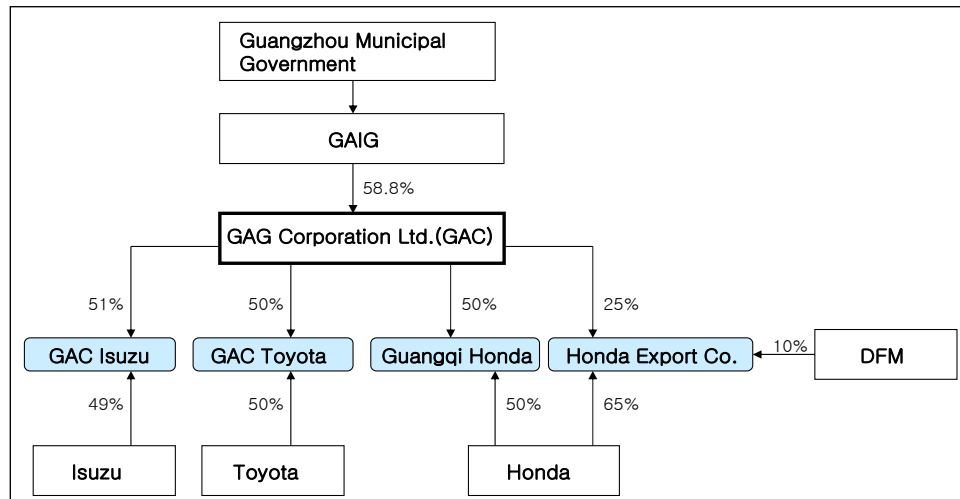 Guangzhou Municipal
Government
GAIG
58.8%
GAG Corporation Ltd.(GAC)
51%
50%
50%
25%
GAC Isuzu
GAC Toyota
Guangqi Honda
Honda Export Co.
10%
DFM
49%
50%
50%
65%
Isuzu
Toyota
Honda